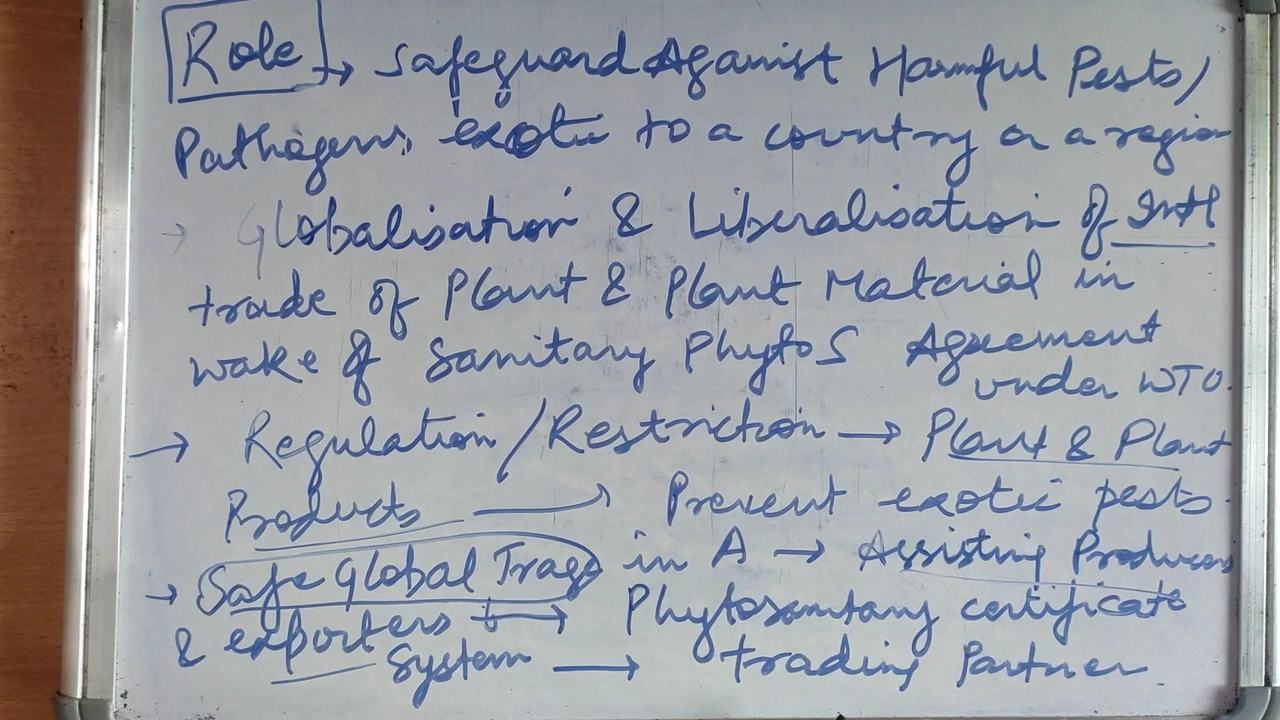 Role → Safeguard Against Harmful Pests/
Pathogens, exotic to a country or a region
→ Globalisation & Liberalisation of Intl
trade of Plant & Plant Material in
wake of Sanitary Phyto S Agreement
under WTO.
→ Regulation/Restriction → Plant & Plant
Products → Prevent exotic pests.
→ Safe Global Trade in A → Assisting Producers
& exporters → Phytosanitary certificate
System → trading Partner